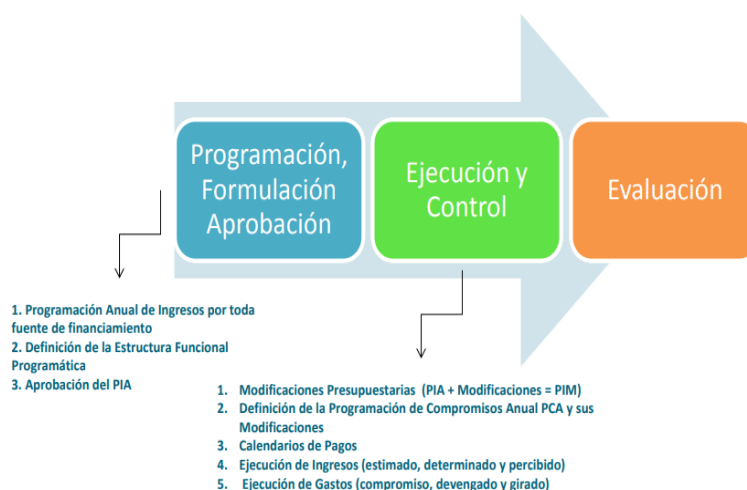 Programación,
Formulación
Aprobación
Ejecución y
Control
Evaluación
1. Programación Anual de Ingresos por toda
fuente de financiamiento
2. Definición de la Estructura Funcional
Programática
3. Aprobación del PIA
1. Modificaciones Presupuestarias (PIA + Modificaciones = PIM)
2. Definición de la Programación de Compromisos Anual PCA y sus
Modificaciones
3. Calendarios de Pagos
4. Ejecución de Ingresos (estimado, determinado y percibido)
5. Ejecución de Gastos (compromiso, devengado y girado)